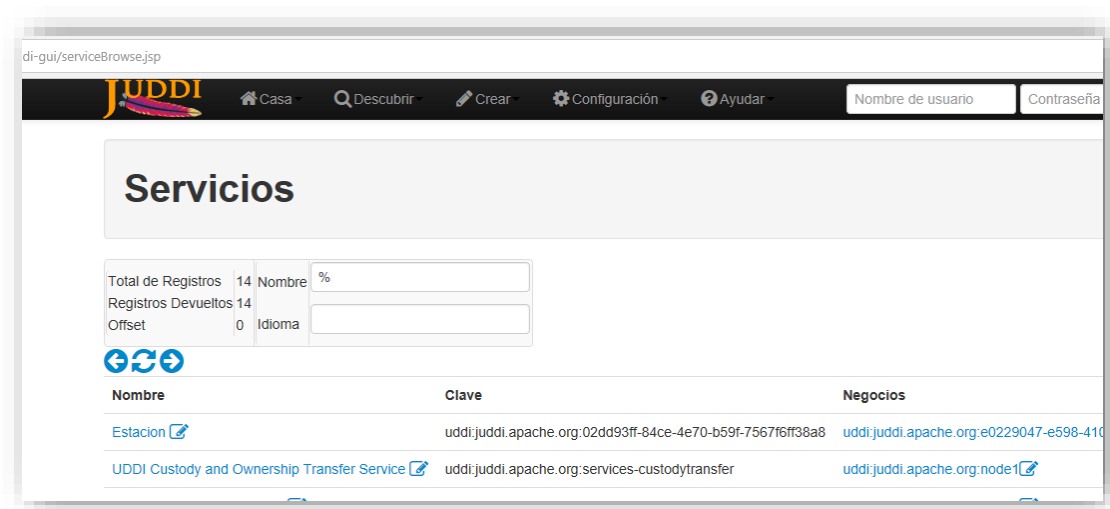 di-gui/serviceBrowse.jsp
JUDDI Casa Descubrir Crear Configuración Ayudar Nombre de usuario Contraseña
Servicios
Total de Registros 14 Nombre %
Registros Devueltos 14
Offset 0 Idioma
Nombre Clave Negocios
Estacion uddi:juddi.apache.org:02dd93ff-84ce-4e70-b59f-7567f6ff38a8 uddi:juddi.apache.org:e0229047-e598-410
UDDI Custody and Ownership Transfer Service uddi:juddi.apache.org:services-custodytransfer uddi:juddi.apache.org:node1